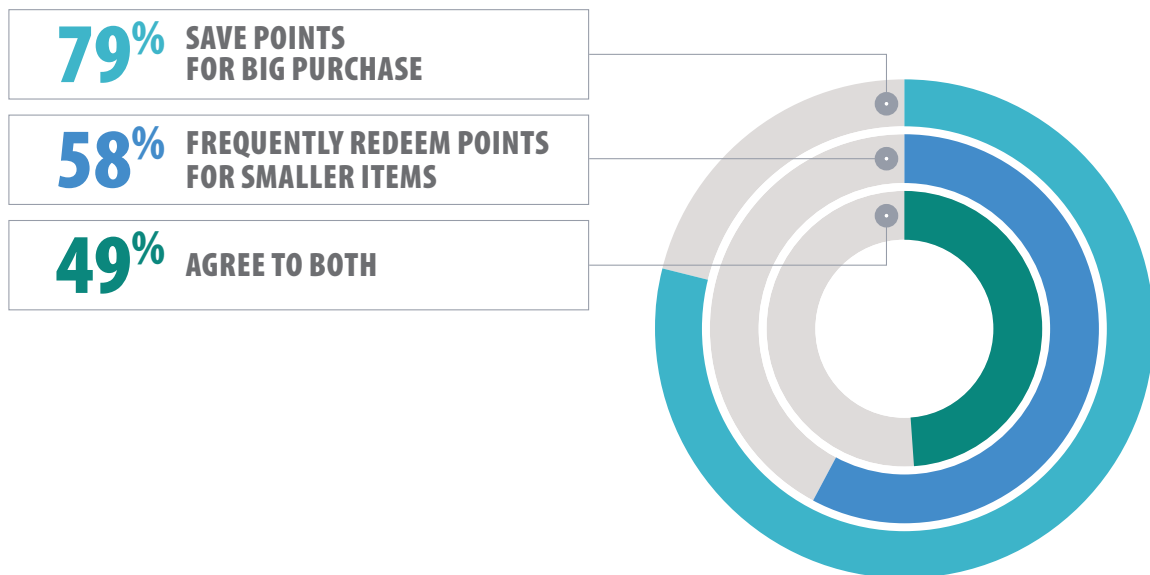 79% SAVE POINTS
FOR BIG PURCHASE
58% FREQUENTLY REDEEM POINTS
FOR SMALLER ITEMS
49% AGREE TO BOTH